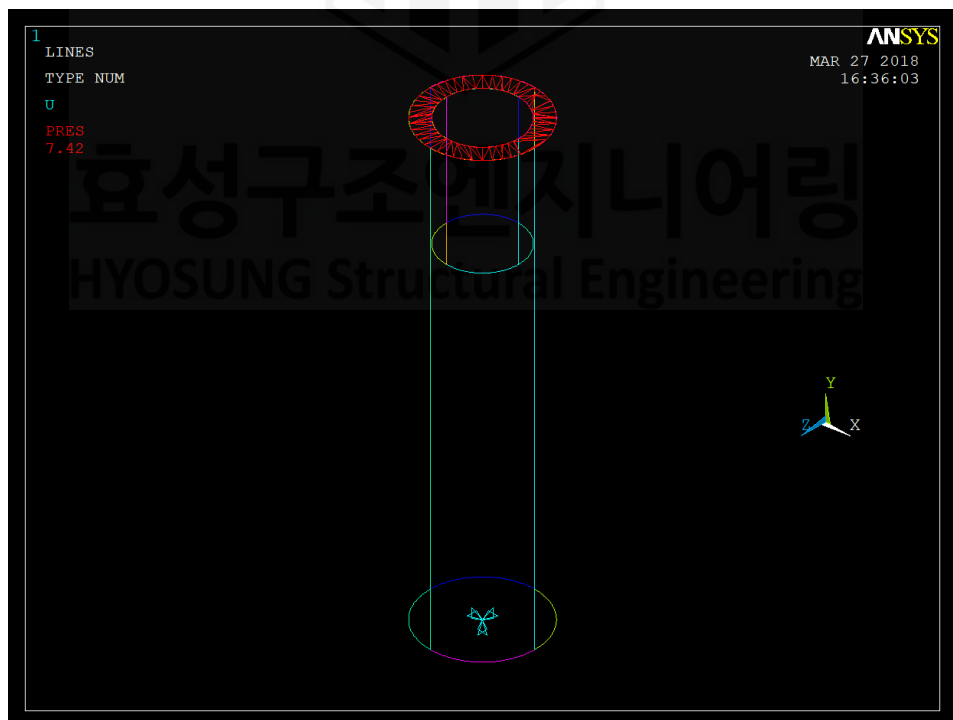 1
LINES
TYPE NUM
U
PRES
7.42
ANSYS
MAR 27 2018
16:36:03
효성구조엔지니어링
HYOSUNG Structural Engineering
Y
Z
X